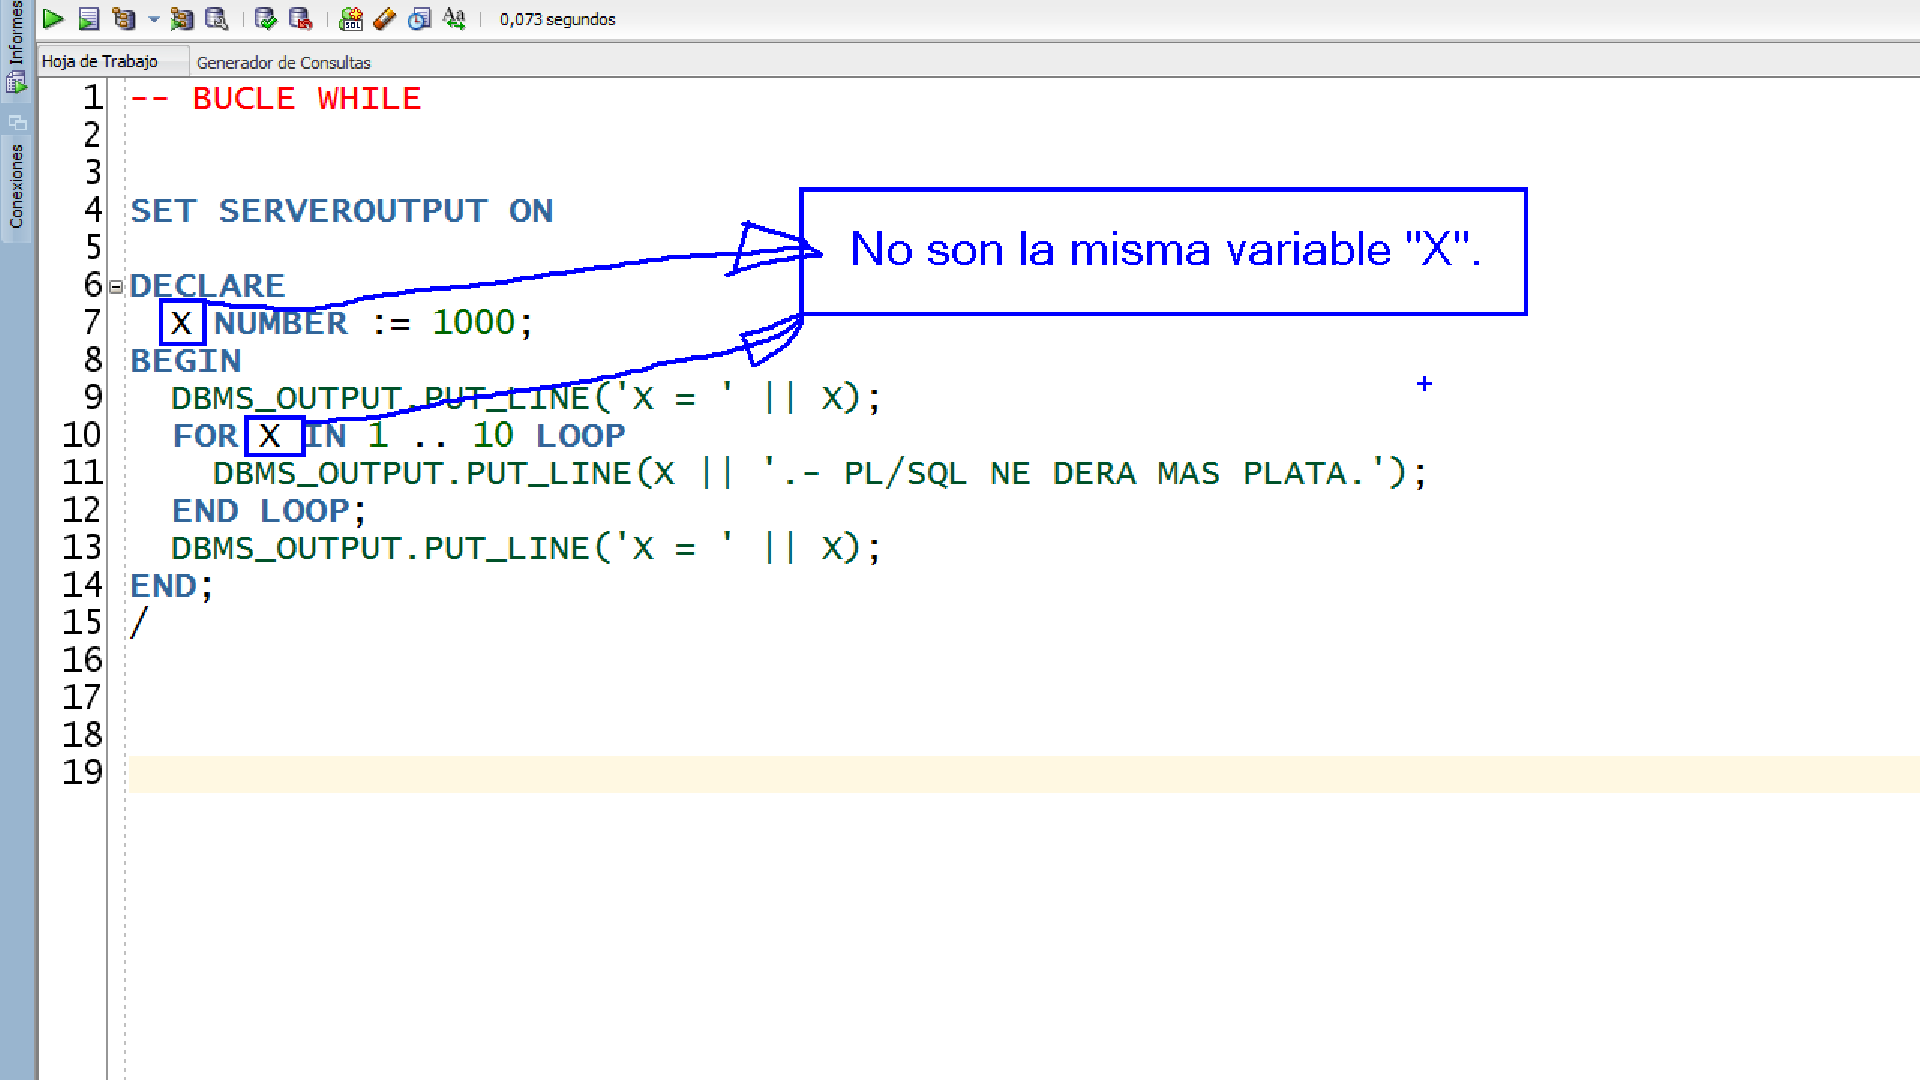 Informes
Conexiones
0,073 segundos
Hoja de Trabajo
Generador de Consultas
1 -- BUCLE WHILE
2
3
4 SET SERVEROUTPUT ON
5
6 DECLARE
7 X NUMBER := 1000;
8 BEGIN
9 DBMS_OUTPUT.PUT_LINE('X = ' || X);
10 FOR X IN 1 .. 10 LOOP
11 DBMS_OUTPUT.PUT_LINE(X || '.- PL/SQL NE DERA MAS PLATA.');
12 END LOOP;
13 DBMS_OUTPUT.PUT_LINE('X = ' || X);
14 END;
15 /
16
17
18
19
No son la misma variable "X".